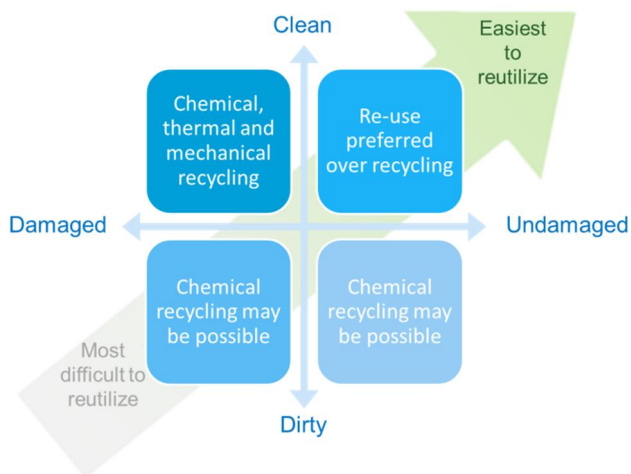 Clean
Easiest
to
reutilize
Chemical,
thermal and
mechanical
recycling
Re-use
preferred
over recycling
Damaged
Undamaged
Chemical
recycling may
be possible
Chemical
recycling may
be possible
Most
difficult to
reutilize
Dirty